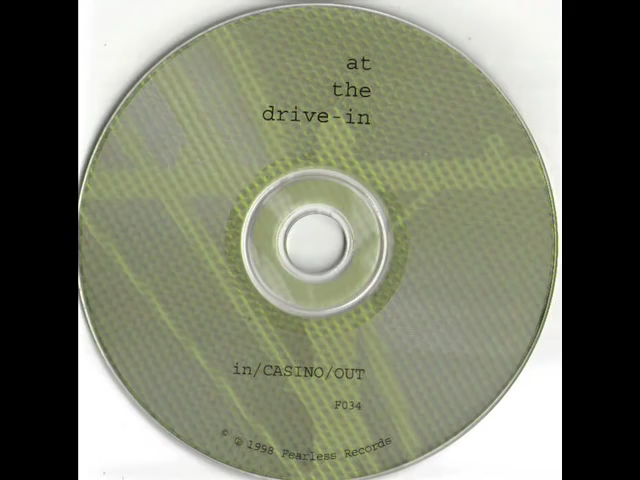 at
the
drive-in
in/CASINO/OUT
F034
© ℗ 1998 Fearless Records